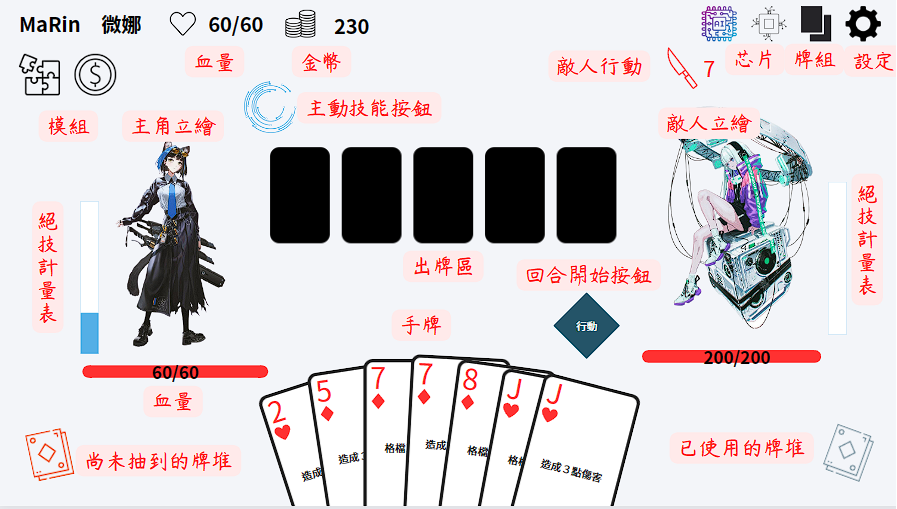 MaRin 微娜 60/60 230
血量 金幣 敵人行動 7 芯片 牌組 設定
主動技能按鈕
模組 主角立繪 敵人立繪
絕技計量表
絕技計量表
出牌區 回合開始按鈕
手牌 行動
60/60 200/200
血量
尚未抽到的牌堆 已使用的牌堆
2 造成
5 造成3
7 格檔
7 造成
8
J 格檔
J 造成3點傷害